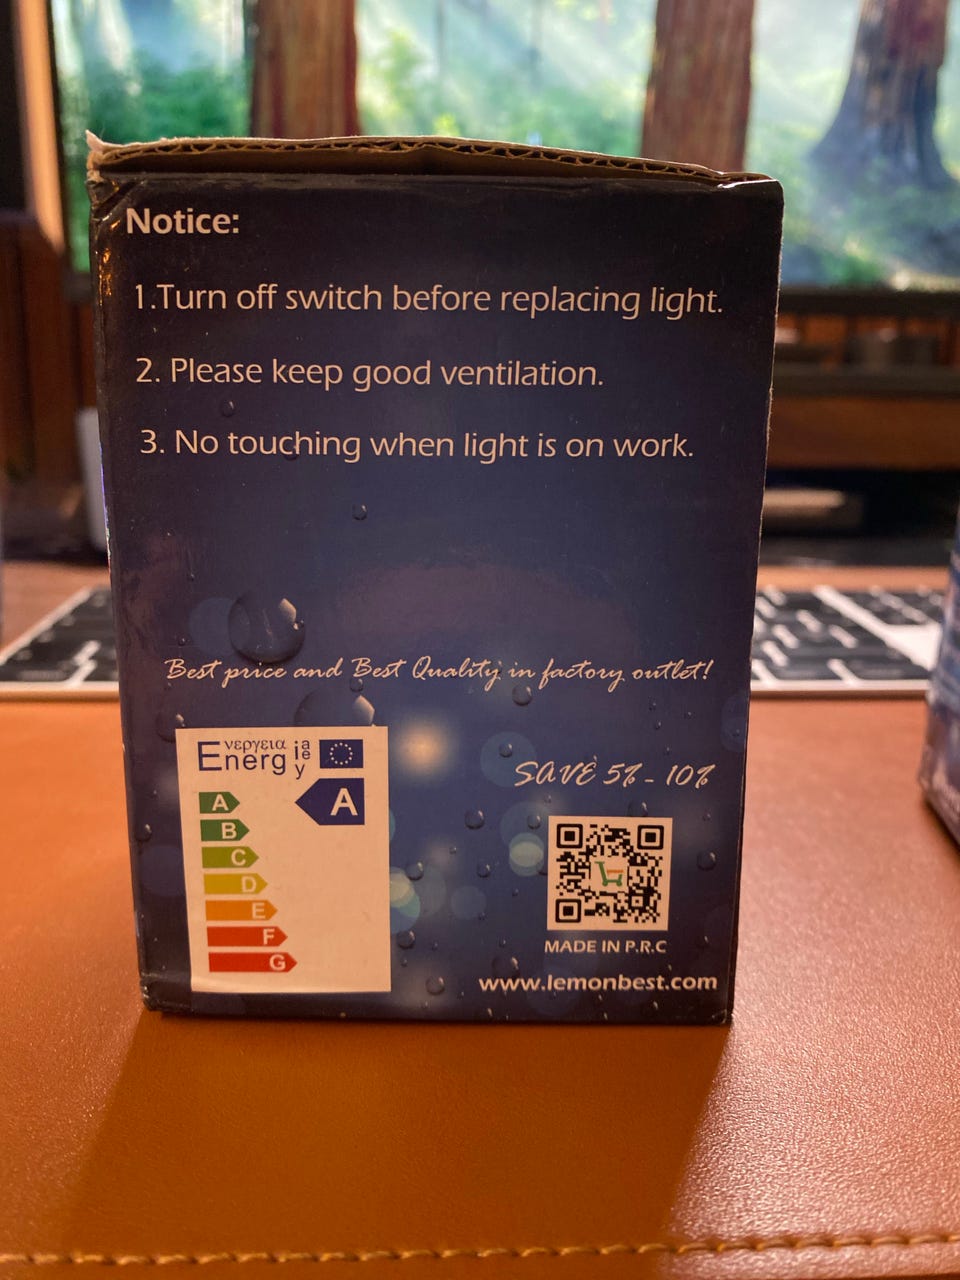 Notice:
1.Turn off switch before replacing light.
2. Please keep good ventilation.
3. No touching when light is on work.
Best price and Best Quality in factory outlet!
SAVE 5% - 10%
Eνεργεια ia
Energ y
ae
A
A
B
C
D
E
F
G
MADE IN P.R.C
www.lemonbest.com